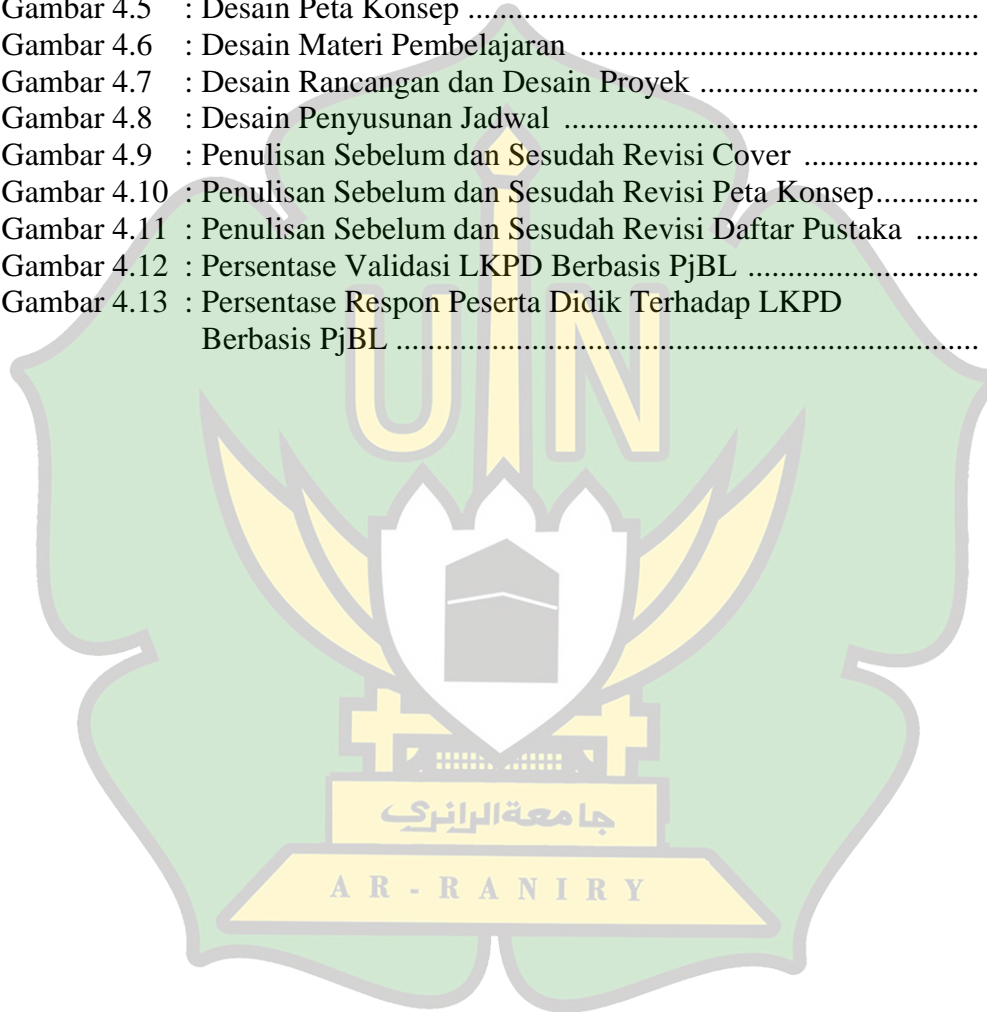 Gambar 4.5 : Desain Peta Konsep ................................................................
Gambar 4.6 : Desain Materi Pembelajaran ..................................................
Gambar 4.7 : Desain Rancangan dan Desain Proyek ...................................
Gambar 4.8 : Desain Penyusunan Jadwal ....................................................
Gambar 4.9 : Penulisan Sebelum dan Sesudah Revisi Cover ......................
Gambar 4.10 : Penulisan Sebelum dan Sesudah Revisi Peta Konsep.............
Gambar 4.11 : Penulisan Sebelum dan Sesudah Revisi Daftar Pustaka ........
Gambar 4.12 : Persentase Validasi LKPD Berbasis PjBL .............................
Gambar 4.13 : Persentase Respon Peserta Didik Terhadap LKPD
Berbasis PjBL .........................................................................
UIN
جامعة الرانري
AR-RANIRY